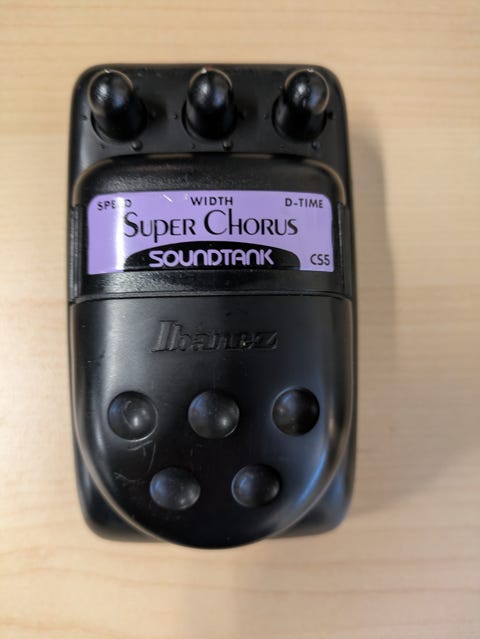 SPEED WIDTH D-TIME
SUPER CHORUS
SOUNDTANK CS5
Ibanez